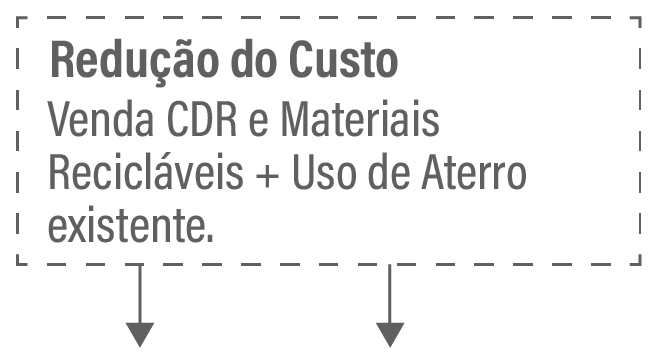 Redução do Custo
Venda CDR e Materiais
Recicláveis + Uso de Aterro
existente.